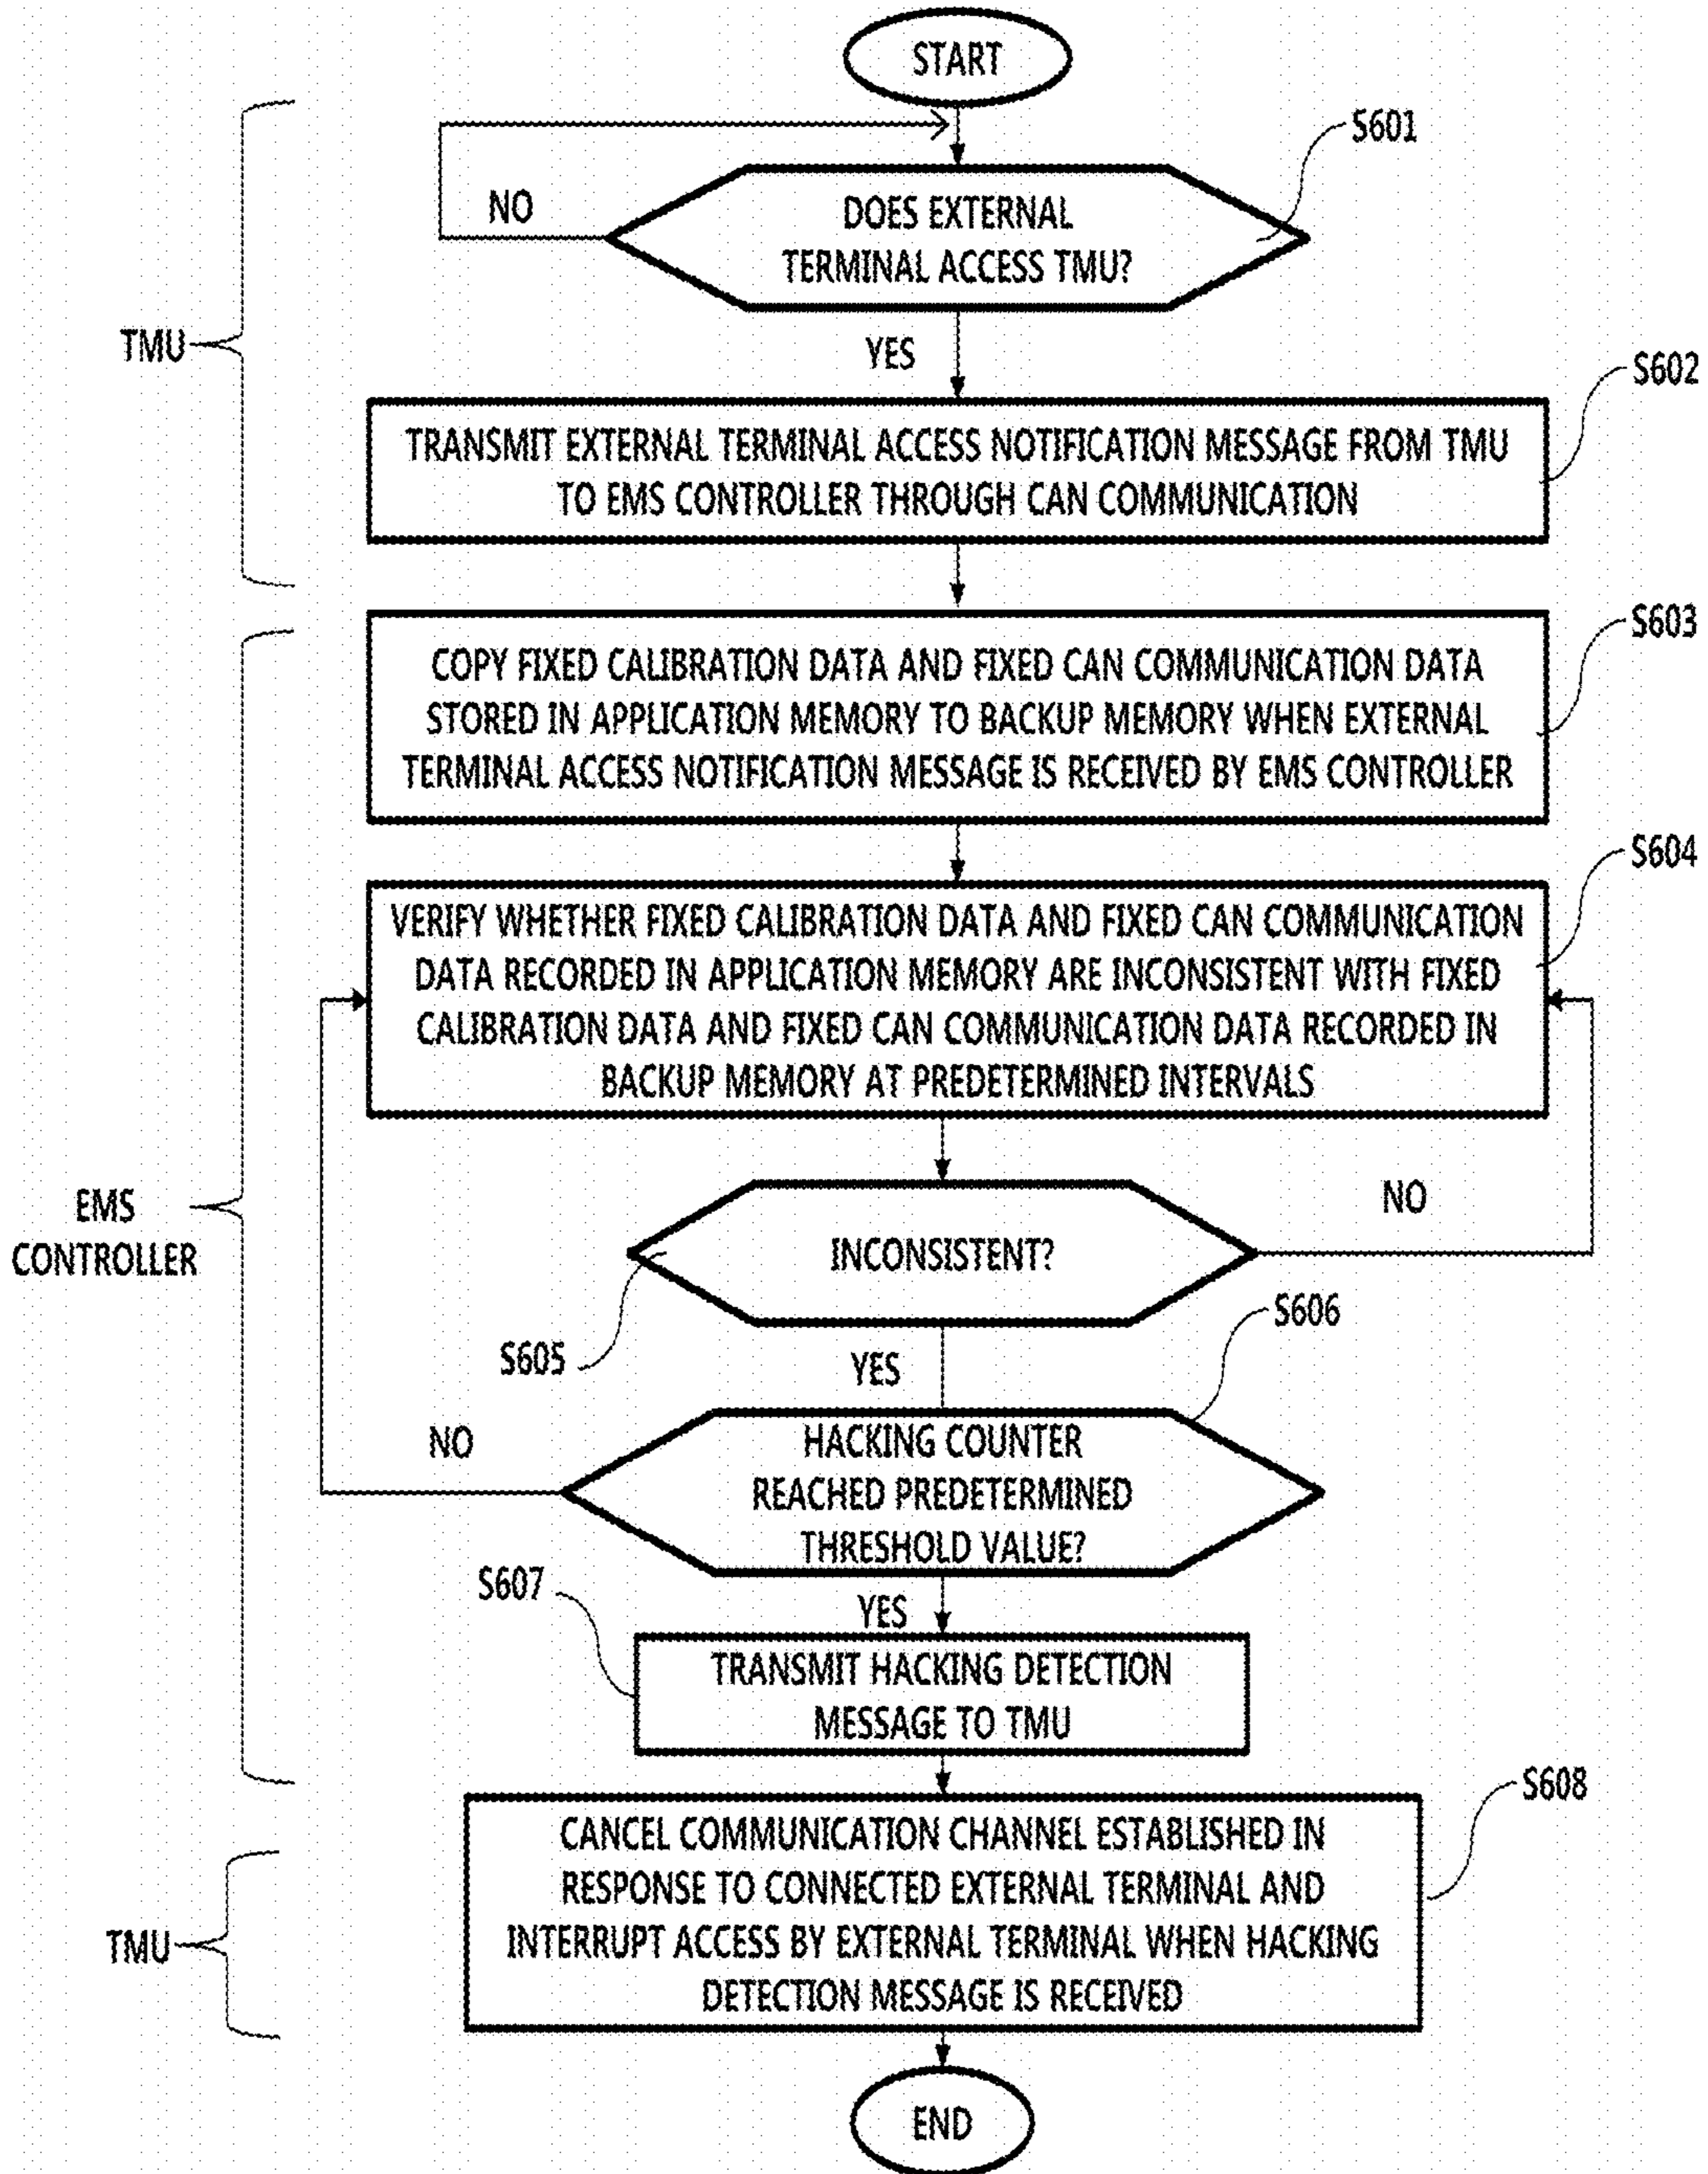 START
S601
NO
DOES EXTERNAL
TERMINAL ACCESS TMU?
TMU
YES
S602
TRANSMIT EXTERNAL TERMINAL ACCESS NOTIFICATION MESSAGE FROM TMU
TO EMS CONTROLLER THROUGH CAN COMMUNICATION
S603
COPY FIXED CALIBRATION DATA AND FIXED CAN COMMUNICATION DATA
STORED IN APPLICATION MEMORY TO BACKUP MEMORY WHEN EXTERNAL
TERMINAL ACCESS NOTIFICATION MESSAGE IS RECEIVED BY EMS CONTROLLER
S604
VERIFY WHETHER FIXED CALIBRATION DATA AND FIXED CAN COMMUNICATION
DATA RECORDED IN APPLICATION MEMORY ARE INCONSISTENT WITH FIXED
CALIBRATION DATA AND FIXED CAN COMMUNICATION DATA RECORDED IN
BACKUP MEMORY AT PREDETERMINED INTERVALS
EMS
CONTROLLER
NO
INCONSISTENT?
S606
S605
YES
NO
HACKING COUNTER
REACHED PREDETERMINED
THRESHOLD VALUE?
S607
YES
TRANSMIT HACKING DETECTION
MESSAGE TO TMU
S608
CANCEL COMMUNICATION CHANNEL ESTABLISHED IN
RESPONSE TO CONNECTED EXTERNAL TERMINAL AND
INTERRUPT ACCESS BY EXTERNAL TERMINAL WHEN HACKING
DETECTION MESSAGE IS RECEIVED
TMU
END